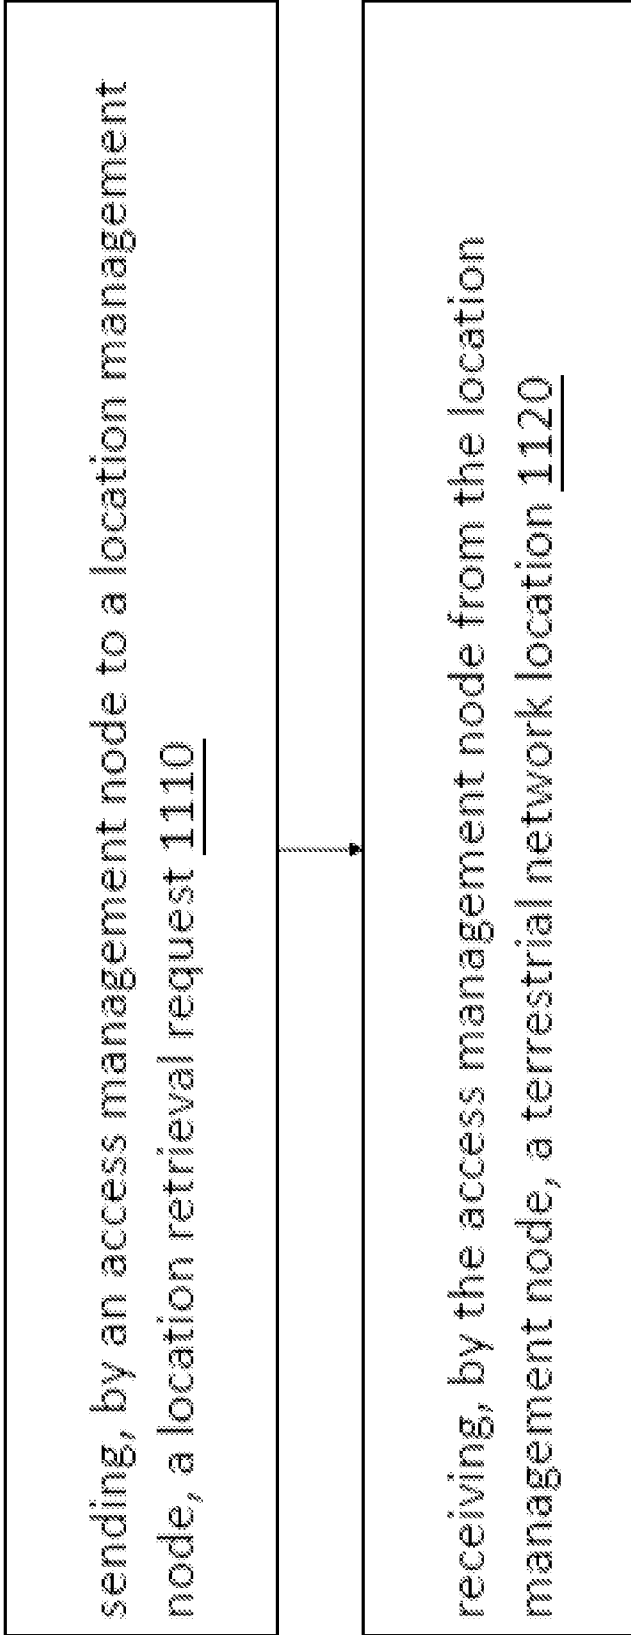 sending, by an access management node to a location management
node, a location retrieval request 1110
receiving, by the access management node from the location
management node, a terrestrial network location 1120